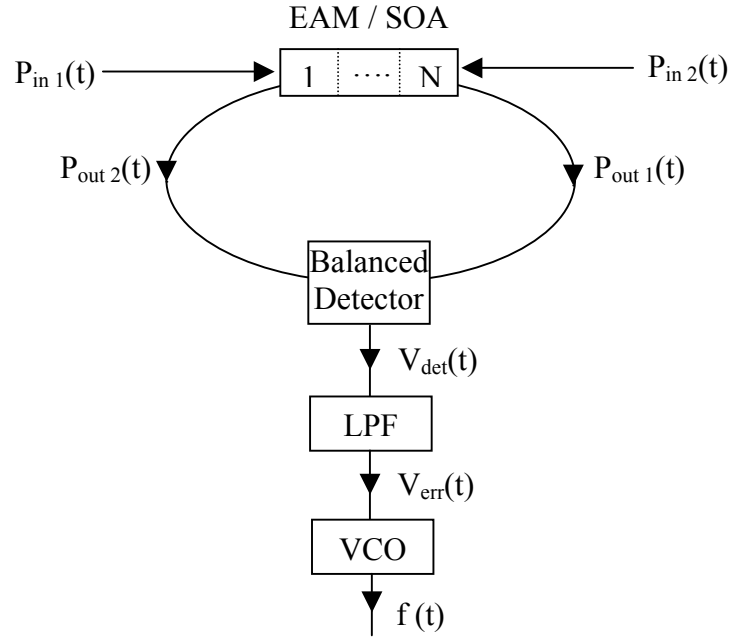 EAM / SOA
P_in 1(t)
1 .... N
P_in 2(t)
P_out 2(t)
P_out 1(t)
Balanced
Detector
V_det(t)
LPF
V_err(t)
VCO
f (t)